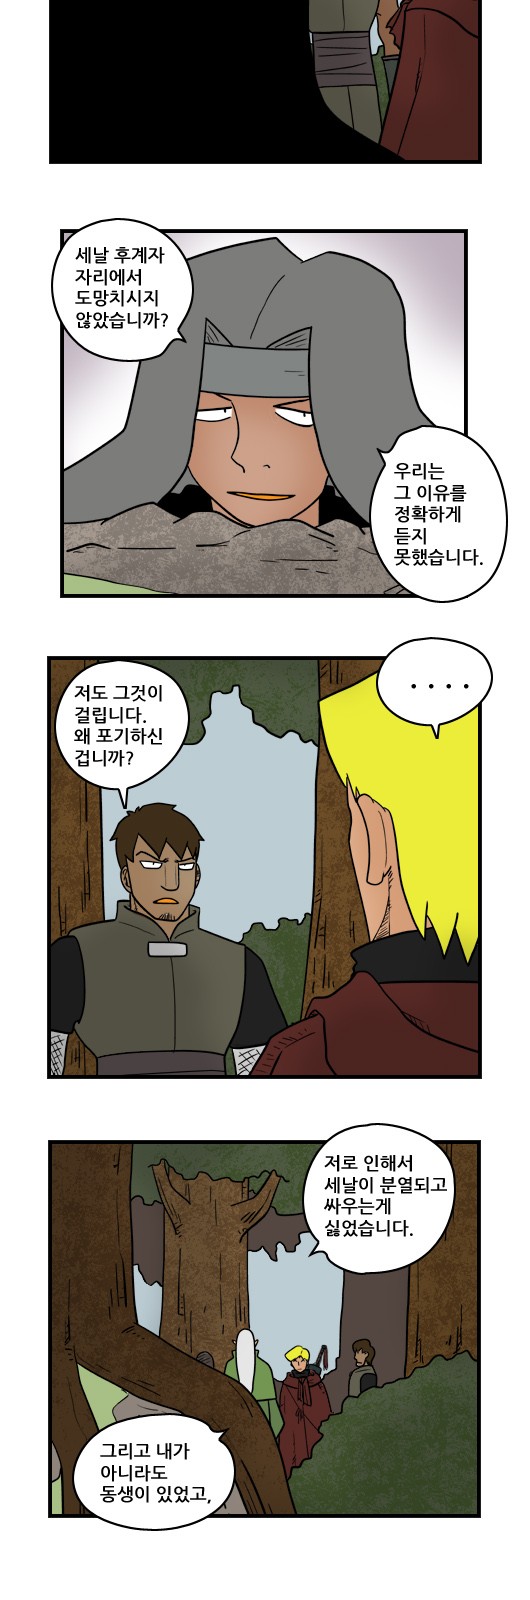 세날 후계자
자리에서
도망치시지
않았습니까?
우리는
그 이유를
정확하게
듣지
못했습니다.
저도 그것이
걸립니다.
왜 포기하신
겁니까?
....
저로 인해서
세날이 분열되고
싸우는게
싫었습니다.
그리고 내가
아니라도
동생이 있었고,